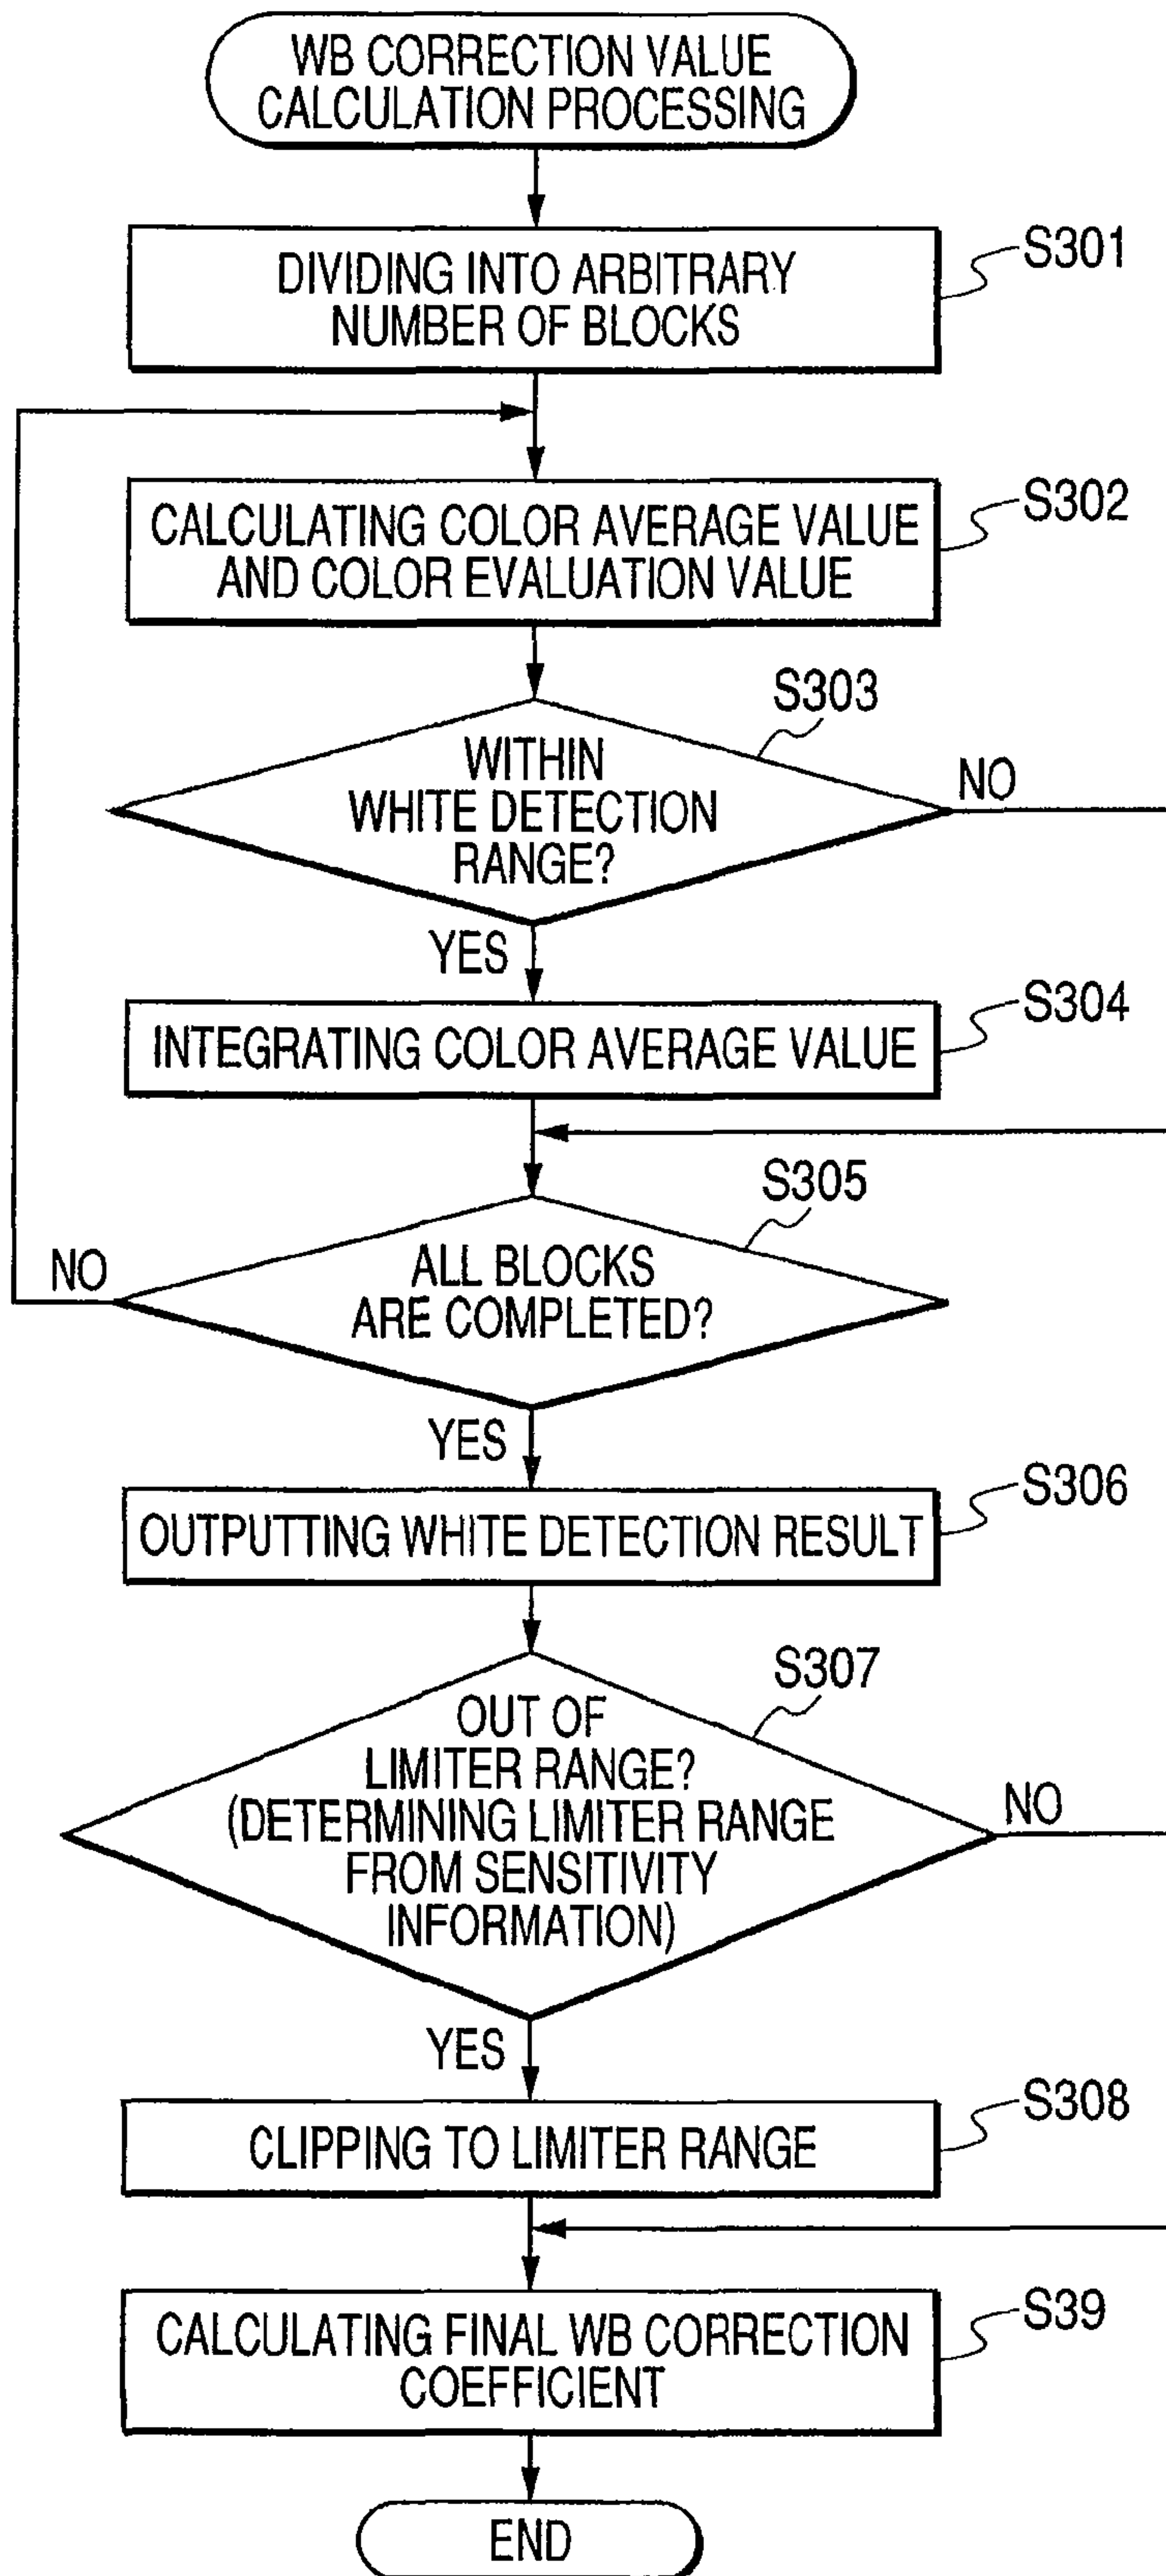 WB CORRECTION VALUE
CALCULATION PROCESSING
DIVIDING INTO ARBITRARY
NUMBER OF BLOCKS
S301
CALCULATING COLOR AVERAGE VALUE
AND COLOR EVALUATION VALUE
S302
S303
WITHIN
WHITE DETECTION
RANGE?
NO
YES
INTEGRATING COLOR AVERAGE VALUE
S304
S305
ALL BLOCKS
ARE COMPLETED?
NO
YES
OUTPUTTING WHITE DETECTION RESULT
S306
S307
OUT OF
LIMITER RANGE?
(DETERMINING LIMITER RANGE
FROM SENSITIVITY
INFORMATION)
NO
YES
CLIPPING TO LIMITER RANGE
S308
CALCULATING FINAL WB CORRECTION
COEFFICIENT
S39
END